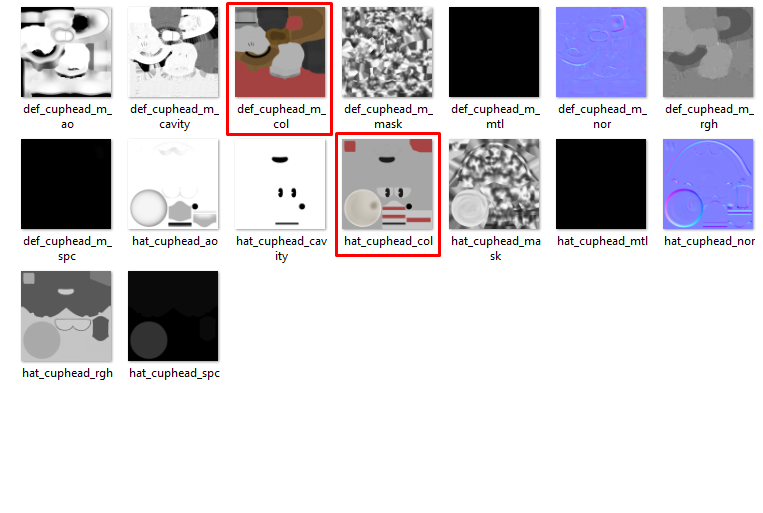 def_cuphead_m_ao
def_cuphead_m_cavity
def_cuphead_m_col
def_cuphead_m_mask
def_cuphead_m_mtl
def_cuphead_m_nor
def_cuphead_m_rgh
def_cuphead_m_spc
hat_cuphead_ao
hat_cuphead_cavity
hat_cuphead_col
hat_cuphead_mask
hat_cuphead_mtl
hat_cuphead_nor
hat_cuphead_rgh
hat_cuphead_spc